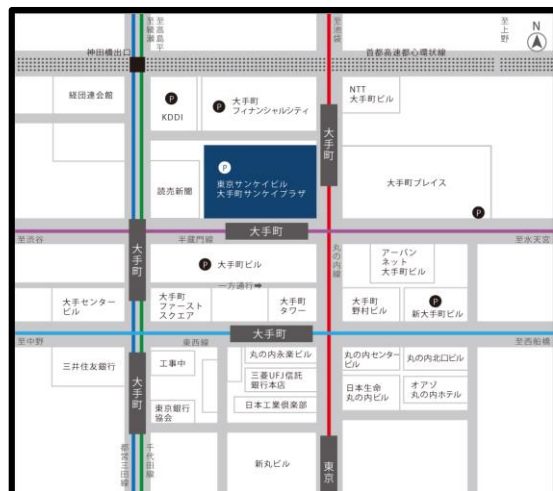 至綾瀬
至高島平
至池袋
至上野
N
神田橋出口
首都高速都心環状線
経団連会館
P
KDDI
P
大手町
フィナンシャルシティ
大手町
NTT
大手町ビル
読売新聞
P
東京サンケイビル
大手町サンケイプラザ
大手町プレイス
P
大手町
大手町
至渋谷
半蔵門線
丸の内線
至水天宮
P
大手町ビル
一方通行→
アーバン
ネット
大手町ビル
大手センター
ビル
大手町
ファースト
スクエア
大手町
タワー
大手町
野村ビル
P
新大手町ビル
大手町
至中野
東西線
至西船橋
三井住友銀行
大手町
工事中
丸の内永楽ビル
三菱UFJ信託
銀行本店
日本工業倶楽部
東京銀行
協会
丸の内センター
ビル
丸の内北口ビル
日本生命
丸の内ビル
オアゾ
丸の内ホテル
都営三田線
千代田線
新丸ビル
東京